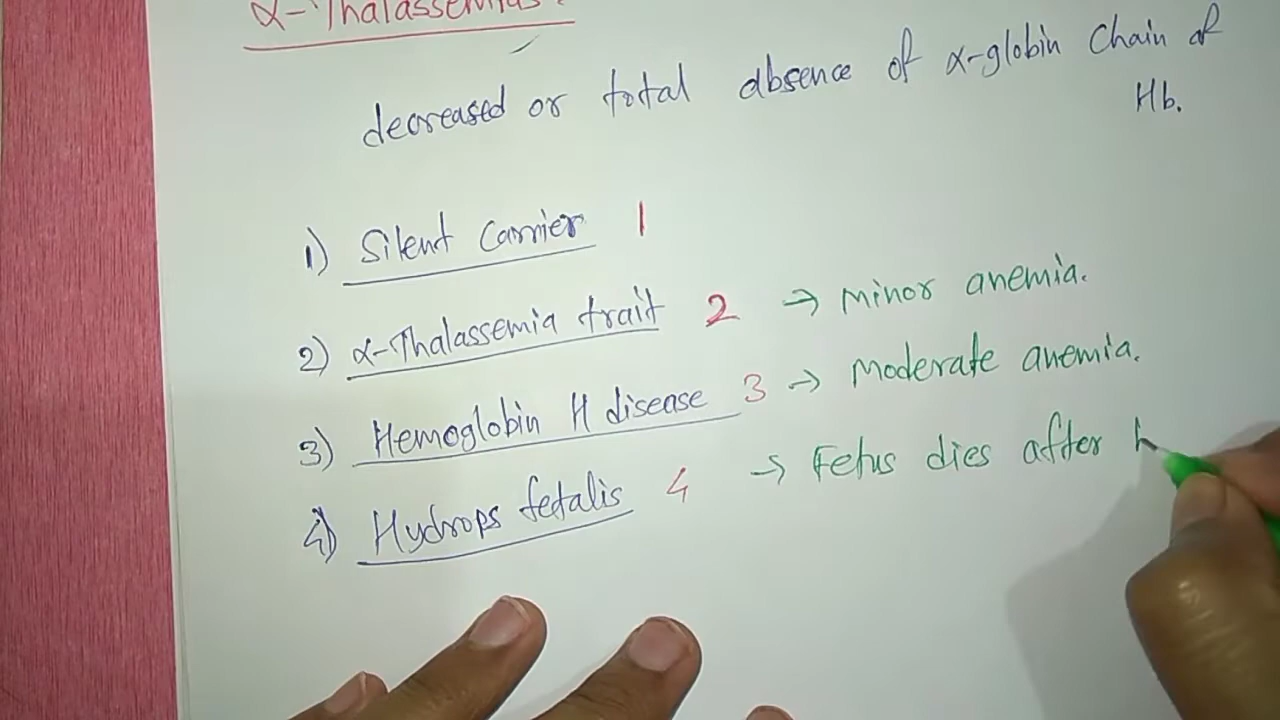 α-Thalassemias:
decreased or total absence of α-globin Chain of
Hb.
1) Silent Carrier 1
2) α-Thalassemia trait 2 → minor anemia.
3) Hemoglobin H disease 3 → Moderate anemia.
4) Hydrops fetalis 4 → Fetus dies after